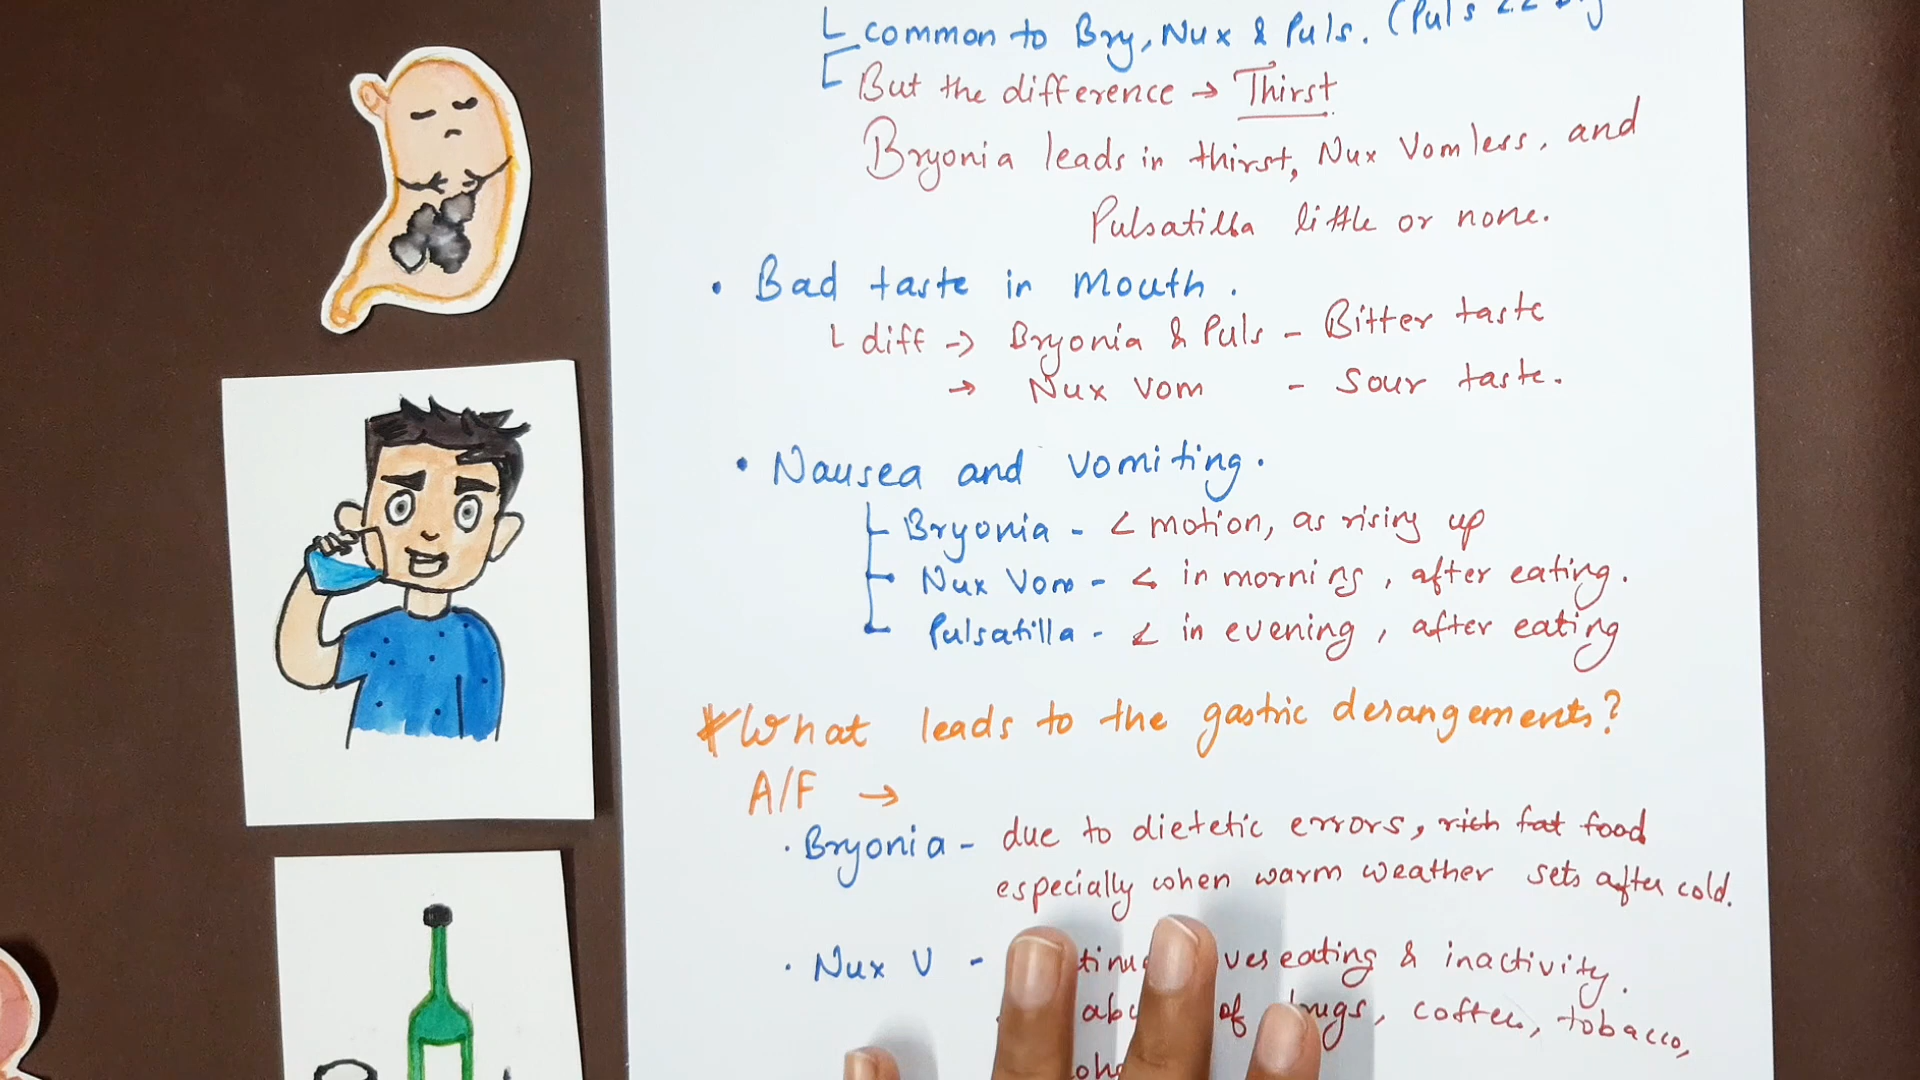 └ common to Bry, Nux & Puls. (Puls
But the difference → Thirst
Bryonia leads in thirst, Nux Vom less, and
Pulsatilla little or none.
• Bad taste in Mouth.
└ diff → Bryonia & Puls - Bitter taste
→ Nux Vom - Sour taste.
• Nausea and vomiting.
Bryonia - < motion, as rising up
Nux Vom - < in morning, after eating.
Pulsatilla - < in evening, after eating
* What leads to the gastric derangements?
A/F →
• Bryonia - due to dietetic errors, rich fat food
especially when warm weather sets after cold.
• Nux V - & inactivity.
of drugs, coffee, tobacco,